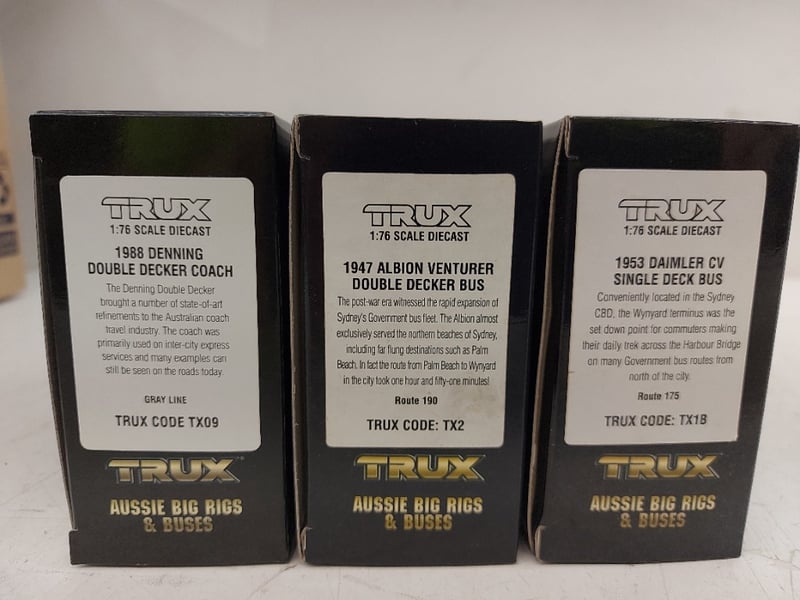 TRUX
1:76 SCALE DIECAST
1988 DENNING
DOUBLE DECKER COACH
The Denning Double Decker
brought a number of state-of-art
refinements to the Australian coach
travel industry. The coach was
primarily used on inter-city express
services and many examples can
still be seen on the roads today.
GRAY LINE
TRUX CODE TX09
TRUX
AUSSIE BIG RIGS
& BUSES
TRUX
1:76 SCALE DIECAST
1947 ALBION VENTURER
DOUBLE DECKER BUS
The post-war era witnessed the rapid expansion of
Sydney's Government bus fleet. The Albion almost
exclusively served the northern beaches of Sydney,
including far flung destinations such as Palm
Beach. In fact the route from Palm Beach to Wynyard
in the city took one hour and fifty-one minutes!
Route 190
TRUX CODE: TX2
TRUX
AUSSIE BIG RIGS
& BUSES
TRUX
1:76 SCALE DIECAST
1953 DAIMLER CV
SINGLE DECK BUS
Conveniently located in the Sydney
CBD, the Wynyard terminus was the
set down point for commuters making
their daily trek across the Harbour Bridge
on many Government bus routes from
north of the city.
Route 175
TRUX CODE: TX1B
TRUX
AUSSIE BIG RIGS
& BUSES